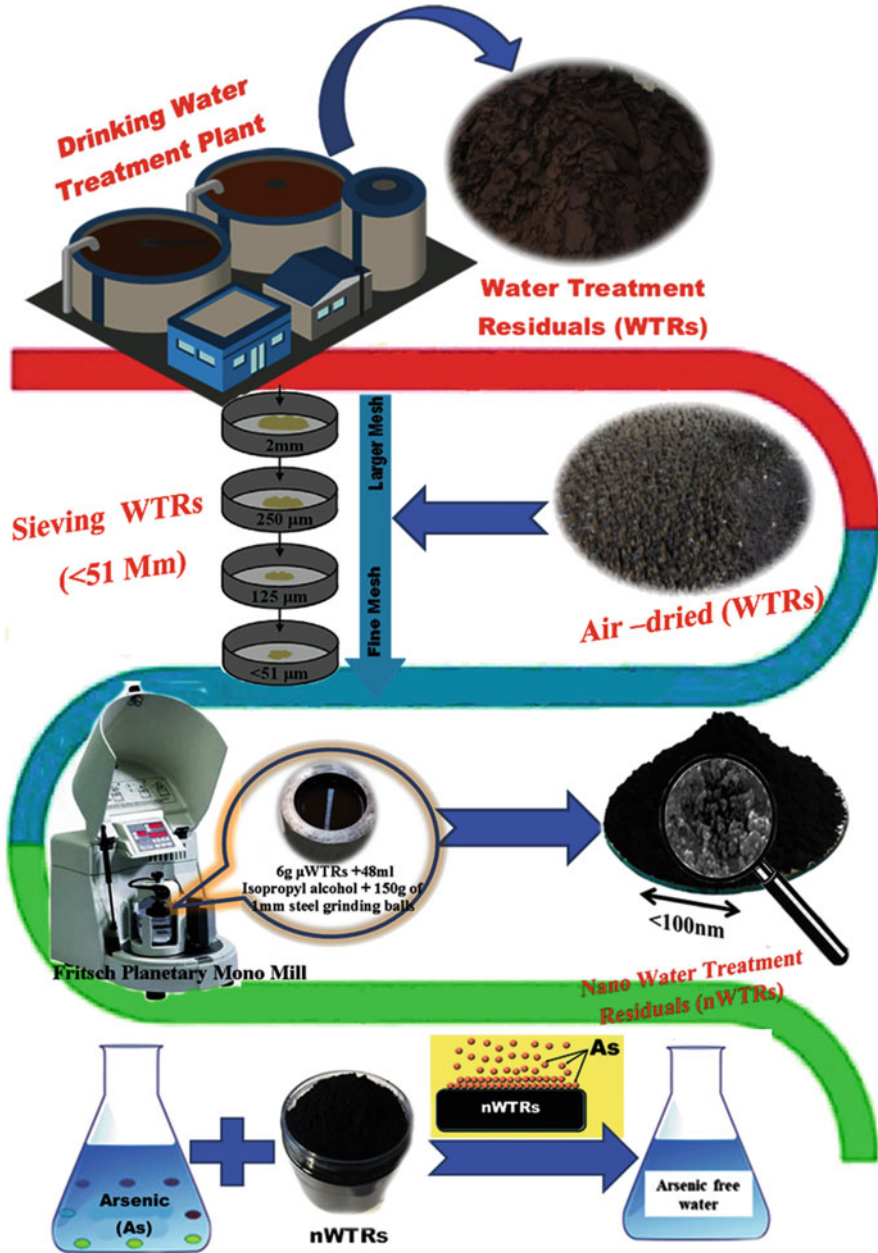 Drinking Water
Treatment Plant
Water Treatment
Residuals (WTRs)
2mm
250 µm
125 µm
<51 µm
Larger Mesh
Fine Mesh
Sieving WTRs
(<51 Mm)
Air –dried (WTRs)
6g µWTRs +48ml
Isopropyl alcohol + 150g of
1mm steel grinding balls
Fritsch Planetary Mono Mill
<100nm
Nano Water Treatment
Residuals (nWTRs)
As
nWTRs
Arsenic
(As)
nWTRs
Arsenic free
water